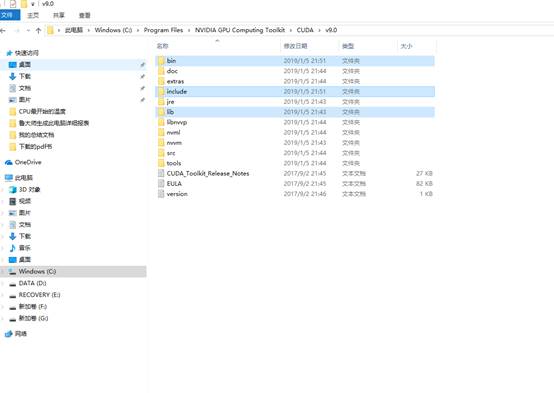 v9.0
文件 主页 共享 查看
此电脑 > Windows (C:) > Program Files > NVIDIA GPU Computing Toolkit > CUDA > v9.0
名称 修改日期 类型 大小
快速访问
桌面
下载
文档
图片
CPU最开始的温度
鲁大师生成此电脑详细报表
我的总结文档
下载的pdf书
OneDrive
此电脑
3D 对象
视频
图片
文档
下载
音乐
桌面
Windows (C:)
DATA (D:)
RECOVERY (E:)
新加卷 (F:)
新加卷 (G:)
网络
bin 2019/1/5 21:51 文件夹
doc 2019/1/5 21:44 文件夹
extras 2019/1/5 21:44 文件夹
include 2019/1/5 21:51 文件夹
jre 2019/1/5 21:43 文件夹
lib 2019/1/5 21:43 文件夹
libnvvp 2019/1/5 21:44 文件夹
nvml 2019/1/5 21:44 文件夹
nvvm 2019/1/5 21:43 文件夹
src 2019/1/5 21:44 文件夹
tools 2019/1/5 21:44 文件夹
CUDA_Toolkit_Release_Notes 2017/9/2 21:45 文本文档 27 KB
EULA 2017/9/2 21:45 文本文档 82 KB
version 2017/9/2 21:46 文本文档 1 KB